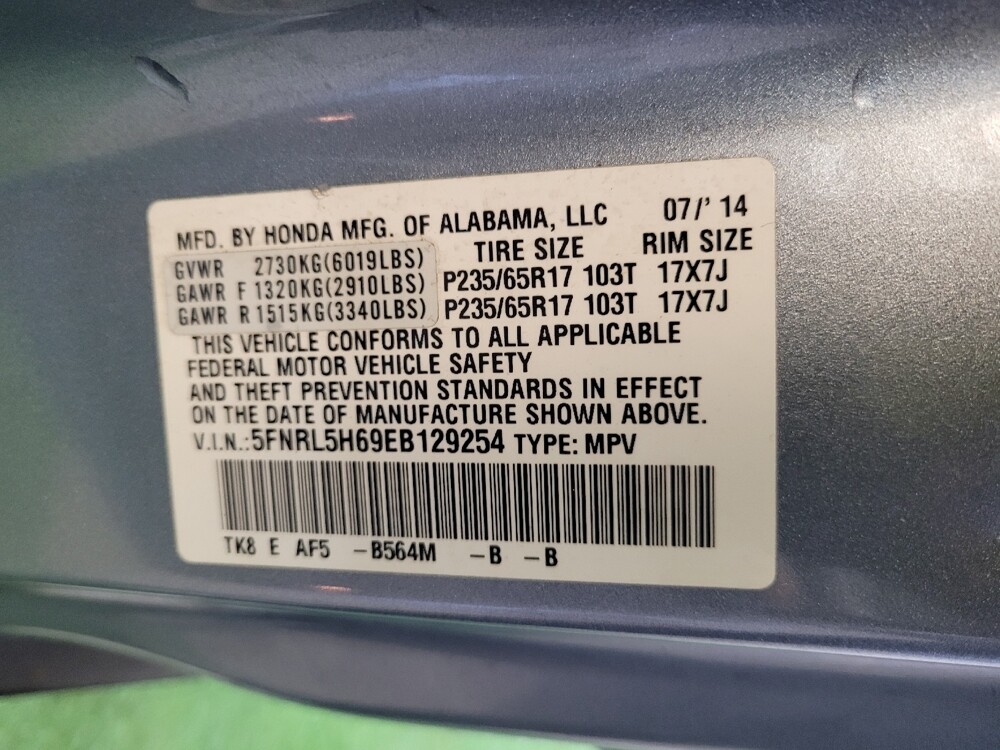 MFD. BY HONDA MFG. OF ALABAMA, LLC 07/' 14
TIRE SIZE RIM SIZE
GVWR 2730KG(6019LBS)
GAWR F 1320KG(2910LBS) P235/65R17 103T 17X7J
GAWR R 1515KG(3340LBS) P235/65R17 103T 17X7J
THIS VEHICLE CONFORMS TO ALL APPLICABLE
FEDERAL MOTOR VEHICLE SAFETY
AND THEFT PREVENTION STANDARDS IN EFFECT
ON THE DATE OF MANUFACTURE SHOWN ABOVE.
V.I.N.:5FNRL5H69EB129254 TYPE: MPV
TK8 E AF5 -B564M -B -B